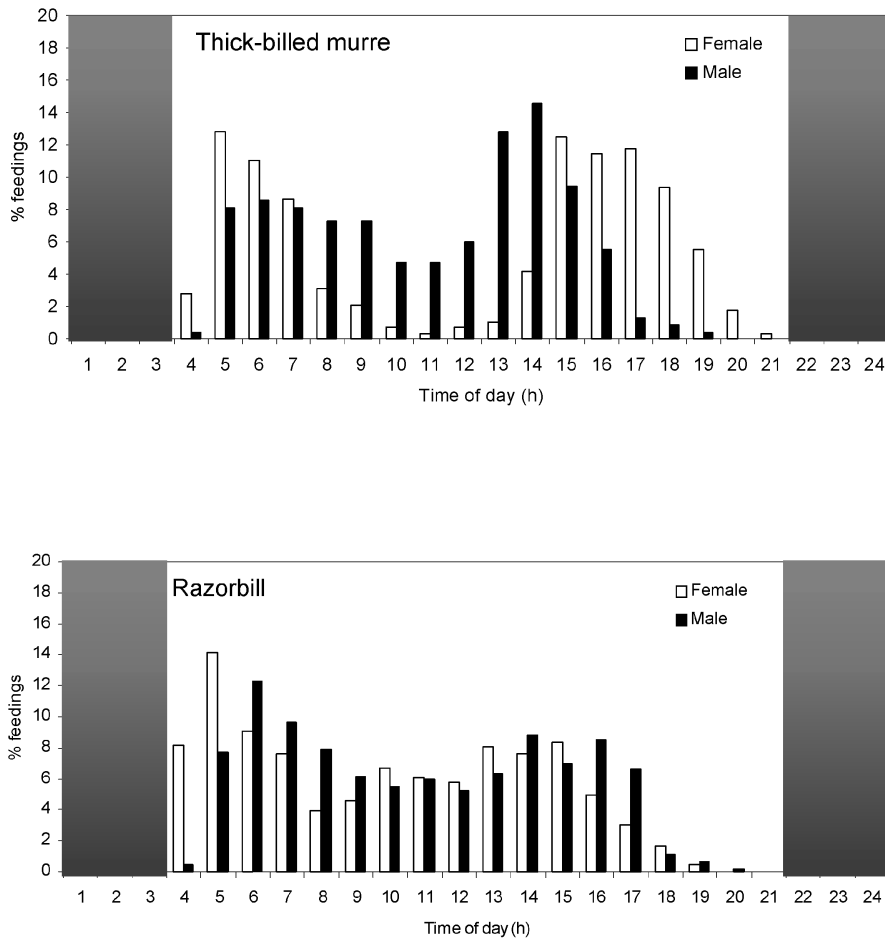 Thick-billed murre
Female
Male
% feedings
20
18
16
14
12
10
8
6
4
2
0
1 2 3 4 5 6 7 8 9 10 11 12 13 14 15 16 17 18 19 20 21 22 23 24
Time of day (h)
Razorbill
Female
Male
% feedings
20
18
16
14
12
10
8
6
4
2
0
1 2 3 4 5 6 7 8 9 10 11 12 13 14 15 16 17 18 19 20 21 22 23 24
Time of day (h)